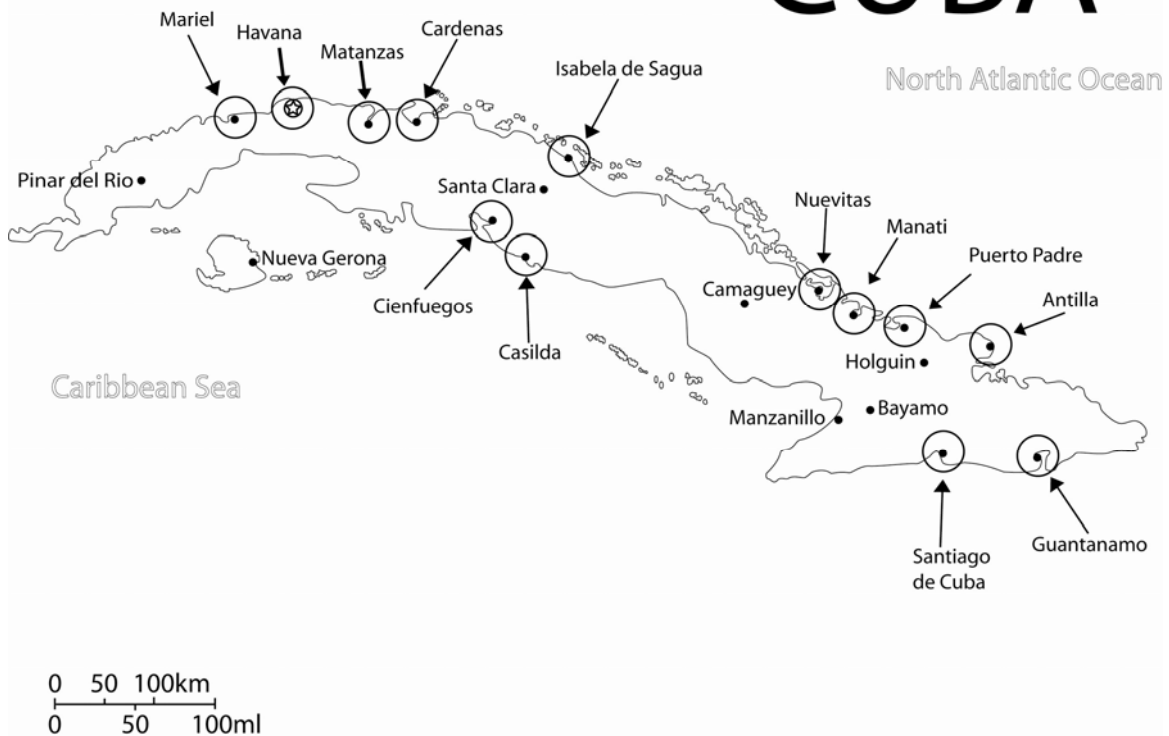 CUBA
Mariel
Havana
Matanzas
Cardenas
Isabela de Sagua
North Atlantic Ocean
Pinar del Rio
Santa Clara
Nuevitas
Manati
Puerto Padre
Antilla
Nueva Gerona
Cienfuegos
Casilda
Camaguey
Holguin
Caribbean Sea
Manzanillo
Bayamo
Santiago
de Cuba
Guantanamo
0 50 100km
0 50 100ml